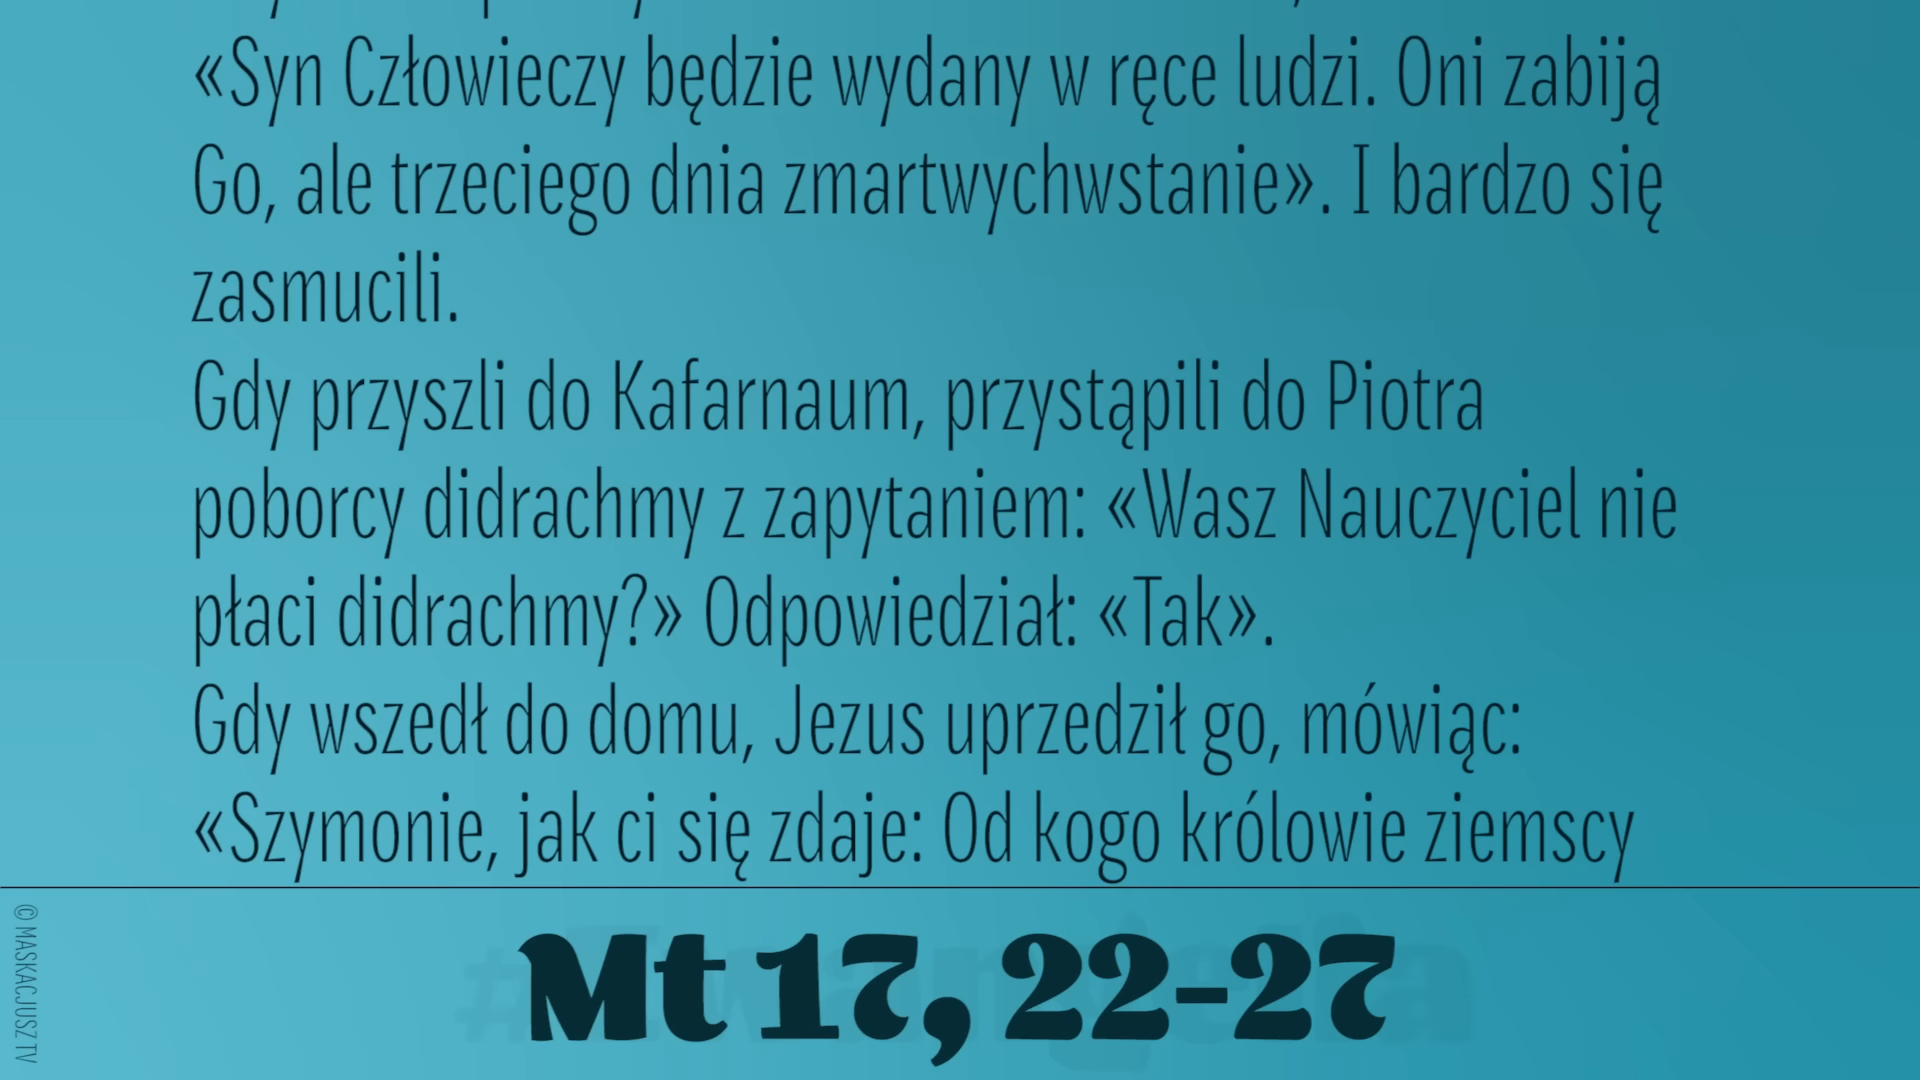 «Syn Człowieczy będzie wydany w ręce ludzi. Oni zabiją
Go, ale trzeciego dnia zmartwychwstanie». I bardzo się
zasmucili.
Gdy przyszli do Kafarnaum, przystąpili do Piotra
poborcy didrachmy z zapytaniem: «Wasz Nauczyciel nie
płaci didrachmy?» Odpowiedział: «Tak».
Gdy wszedł do domu, Jezus uprzedził go, mówiąc:
«Szymonie, jak ci się zdaje: Od kogo królowie ziemscy
Mt 17, 22-27
© MASKACJUSZ TV